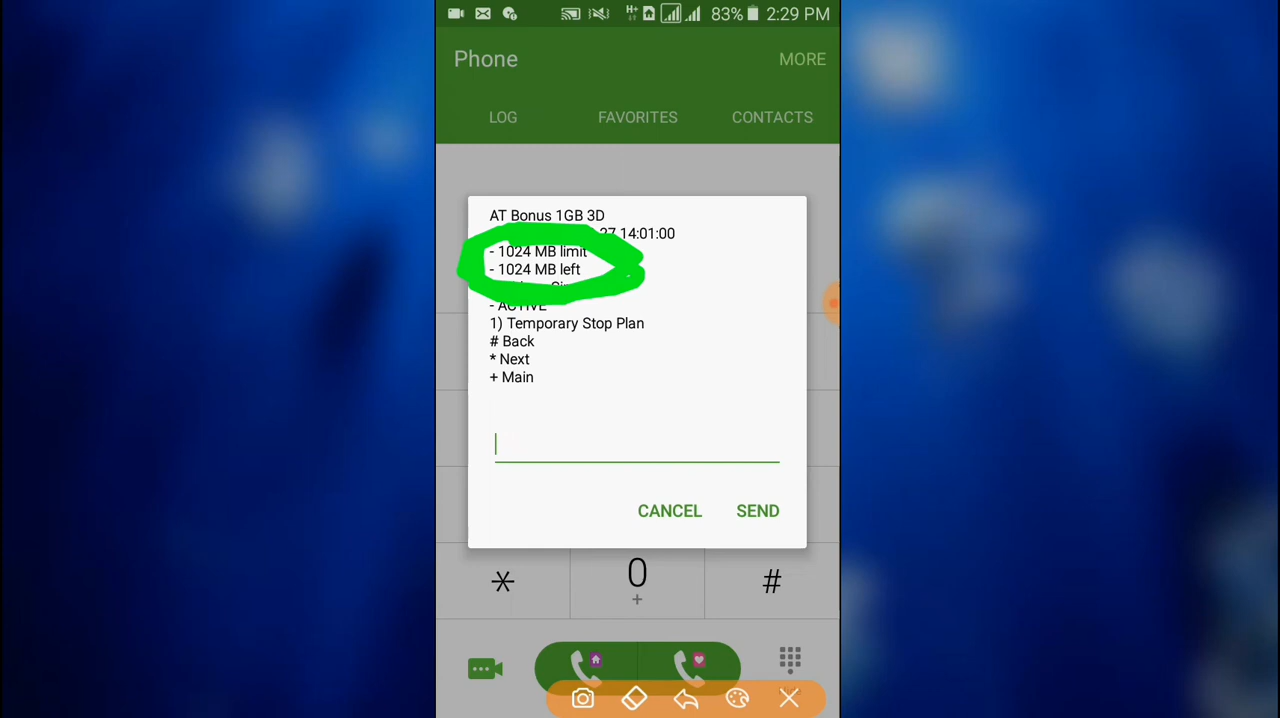 83% 2:29 PM
Phone
MORE
LOG
FAVORITES
CONTACTS
AT Bonus 1GB 3D
27 14:01:00
- 1024 MB limit
- 1024 MB left
- ACTIVE
1) Temporary Stop Plan
# Back
* Next
+ Main
CANCEL
SEND
* 0 #
+